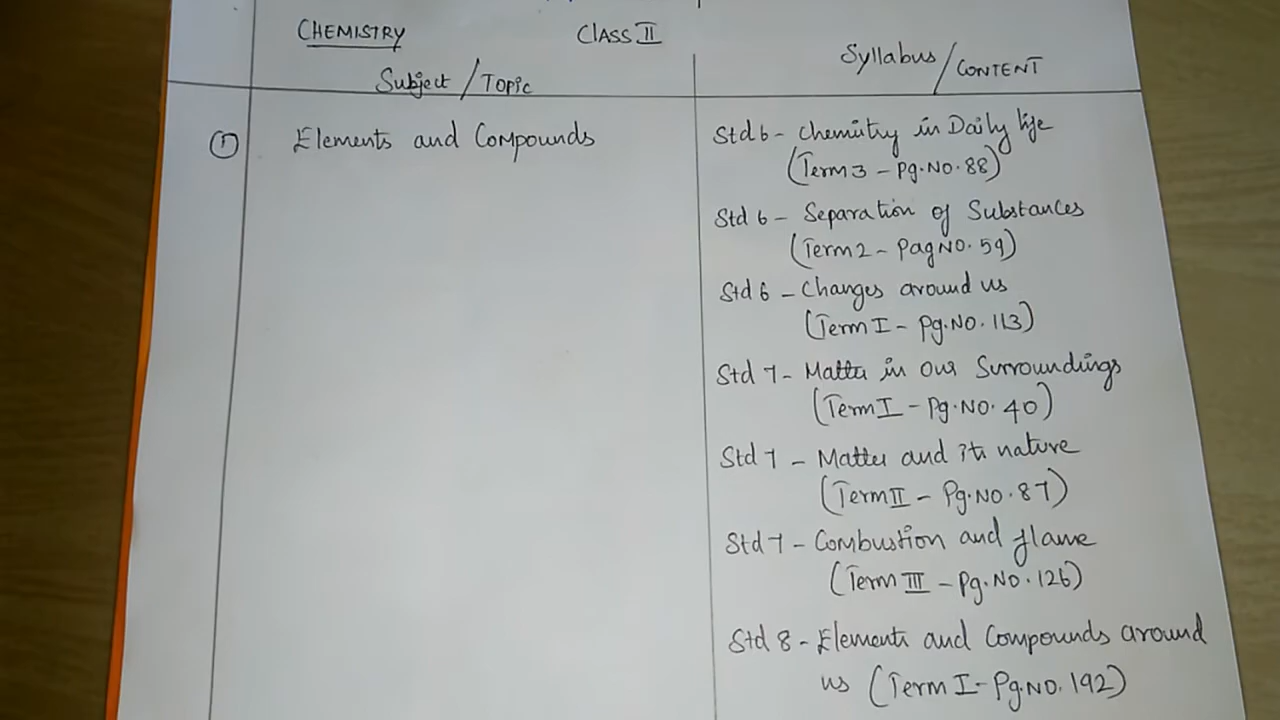 CHEMISTRY CLASS II
Subject / TOPIC Syllabus / CONTENT
① Elements and Compounds
Std 6 - Chemistry in Daily life
(Term 3 - Pg. No. 88)
Std 6 - Separation of Substances
(Term 2 - Pag No. 59)
Std 6 - Changes around us
(Term I - Pg. No. 113)
Std 7 - Matter in our Surroundings
(Term I - Pg. No. 40)
Std 7 - Matter and its nature
(Term II - Pg. No. 87)
Std 7 - Combustion and flame
(Term III - Pg. No. 126)
Std 8 - Elements and Compounds around
us (Term I - Pg. No. 192)